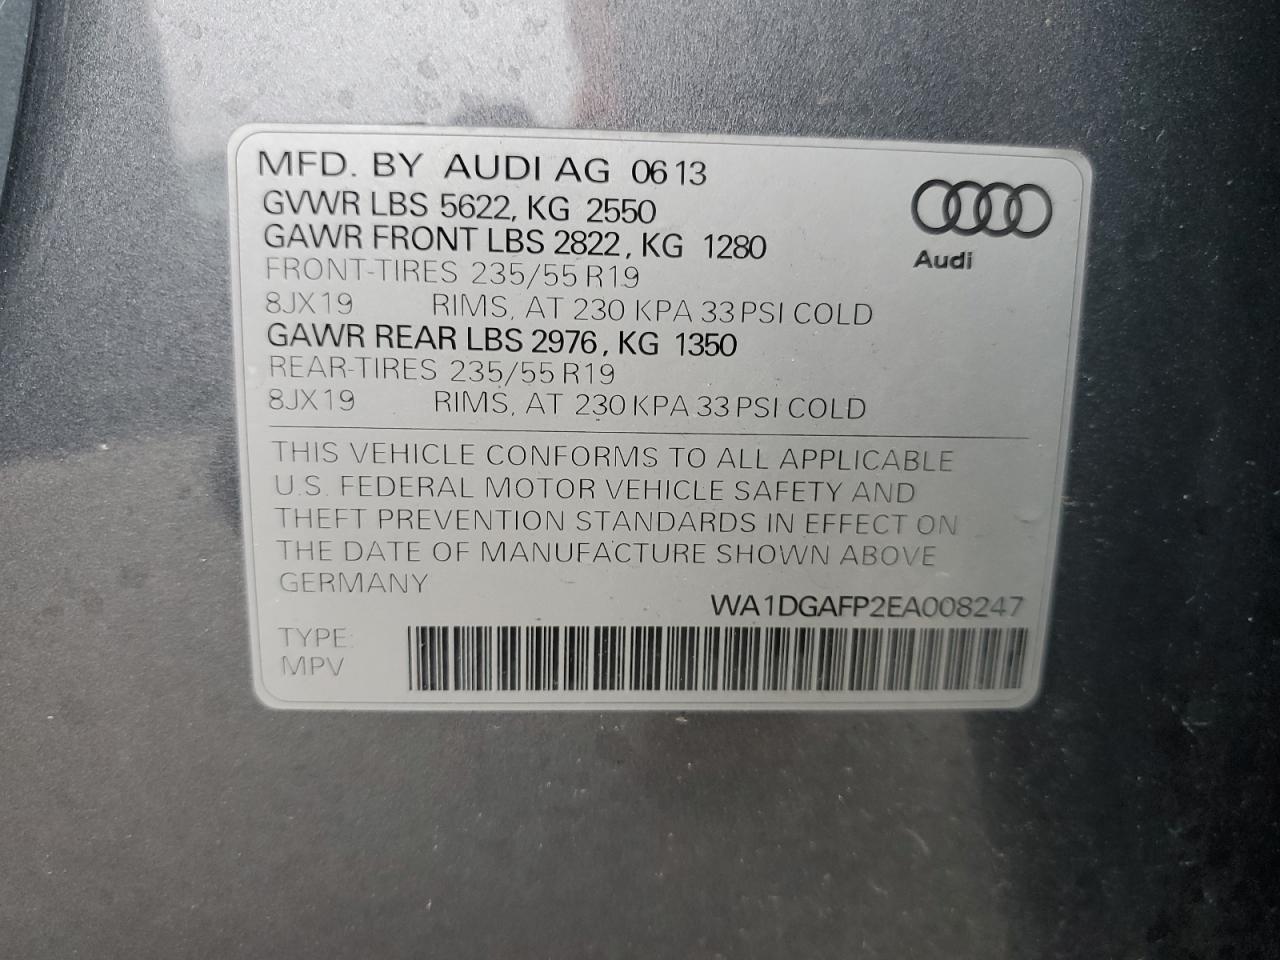 MFD. BY AUDI AG 0613
GVWR LBS 5622, KG 2550
GAWR FRONT LBS 2822, KG 1280
FRONT-TIRES 235/55 R19
8JX19 RIMS, AT 230 KPA 33 PSI COLD
GAWR REAR LBS 2976, KG 1350
REAR-TIRES 235/55 R19
8JX19 RIMS, AT 230 KPA 33 PSI COLD
Audi
THIS VEHICLE CONFORMS TO ALL APPLICABLE
U.S. FEDERAL MOTOR VEHICLE SAFETY AND
THEFT PREVENTION STANDARDS IN EFFECT ON
THE DATE OF MANUFACTURE SHOWN ABOVE
GERMANY
WA1DGAFP2EA008247
TYPE:
MPV